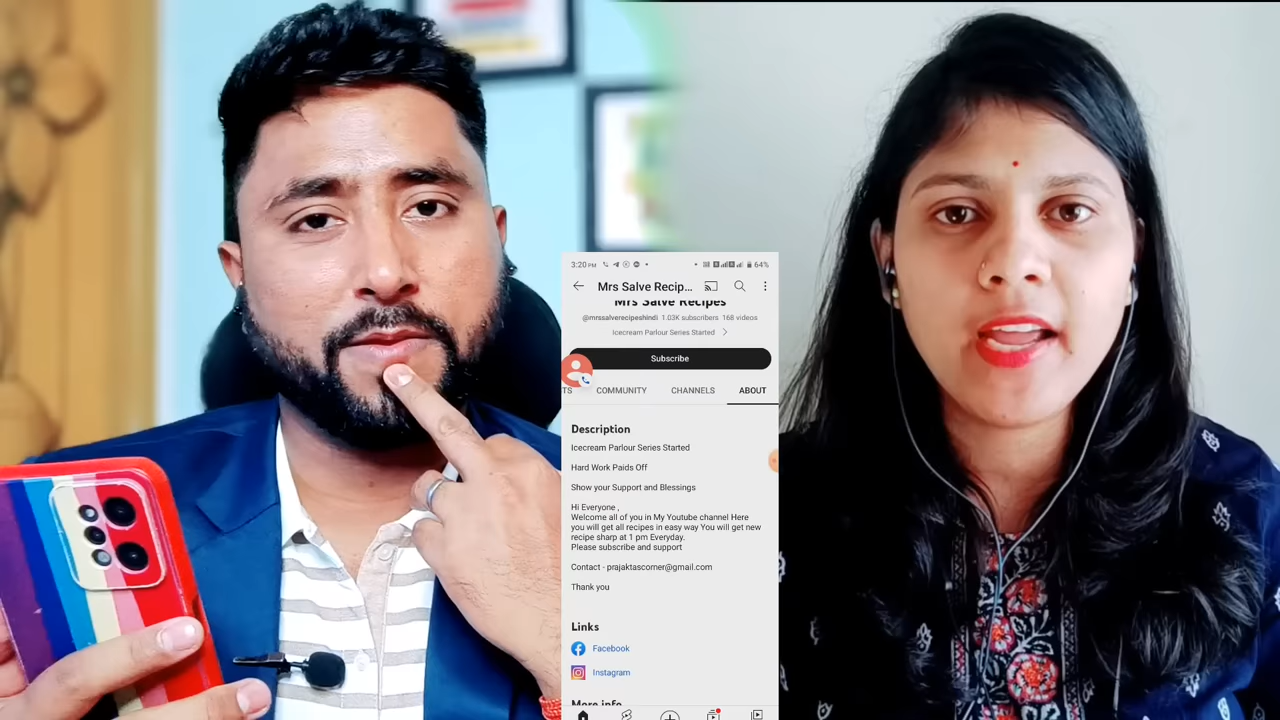 3:20 PM
64%
Mrs Salve Recip...
Mrs Salve Recipes
@mrssalverecipeshindi 1.03K subscribers 168 videos
Icecream Parlour Series Started
Subscribe
TS COMMUNITY CHANNELS ABOUT
Description
Icecream Parlour Series Started
Hard Work Paids Off
Show your Support and Blessings
Hi Everyone ,
Welcome all of you in My Youtube channel Here
you will get all recipes in easy way You will get new
recipe sharp at 1 pm Everyday.
Please subscribe and support
Contact - prajaktascorner@gmail.com
Thank you
Links
Facebook
Instagram
More info